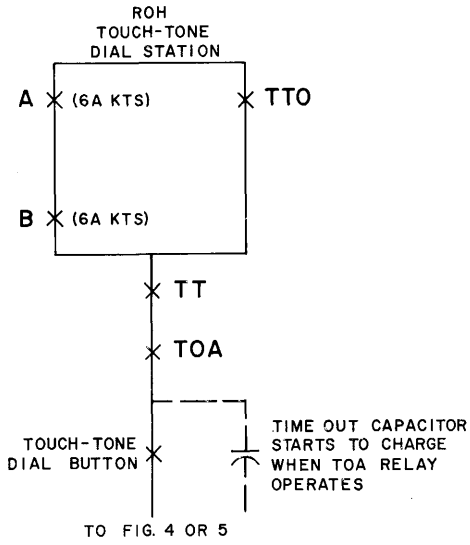 ROH
TOUCH-TONE
DIAL STATION
A (6A KTS)
TTO
B (6A KTS)
TT
TOA
TOUCH-TONE
DIAL BUTTON
TIME OUT CAPACITOR
STARTS TO CHARGE
WHEN TOA RELAY
OPERATES
TO FIG. 4 OR 5